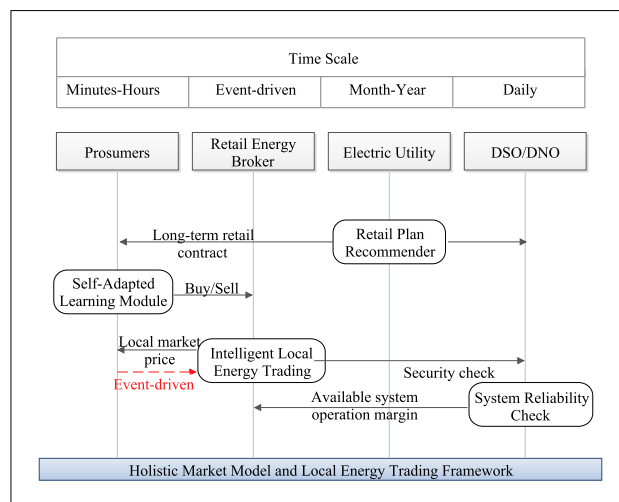 Time Scale
Minutes-Hours
Event-driven
Month-Year
Daily
Prosumers
Retail Energy
Broker
Electric Utility
DSO/DNO
Long-term retail
contract
Retail Plan
Recommender
Self-Adapted
Learning Module
Buy/Sell
Local market
price
Event-driven
Intelligent Local
Energy Trading
Security check
Available system
operation margin
System Reliability
Check
Holistic Market Model and Local Energy Trading Framework